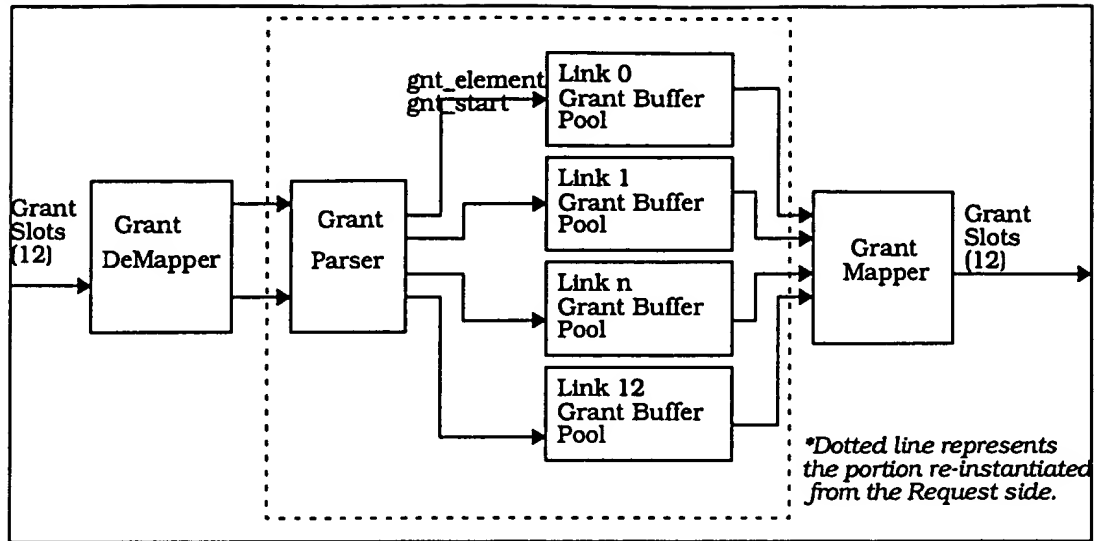 Grant
Slots
(12)
Grant
DeMapper
Grant
Parser
gnt_element
gnt_start
Link 0
Grant Buffer
Pool
Link 1
Grant Buffer
Pool
Link n
Grant Buffer
Pool
Link 12
Grant Buffer
Pool
Grant
Mapper
Grant
Slots
(12)
*Dotted line represents
the portion re-instantiated
from the Request side.